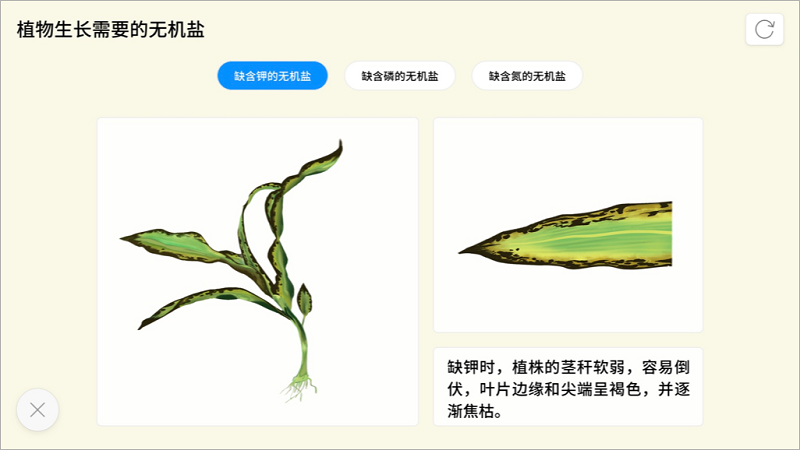 植物生长需要的无机盐
缺含钾的无机盐
缺含磷的无机盐
缺含氮的无机盐
缺钾时，植株的茎秆软弱，容易倒
伏，叶片边缘和尖端呈褐色，并逐
渐焦枯。